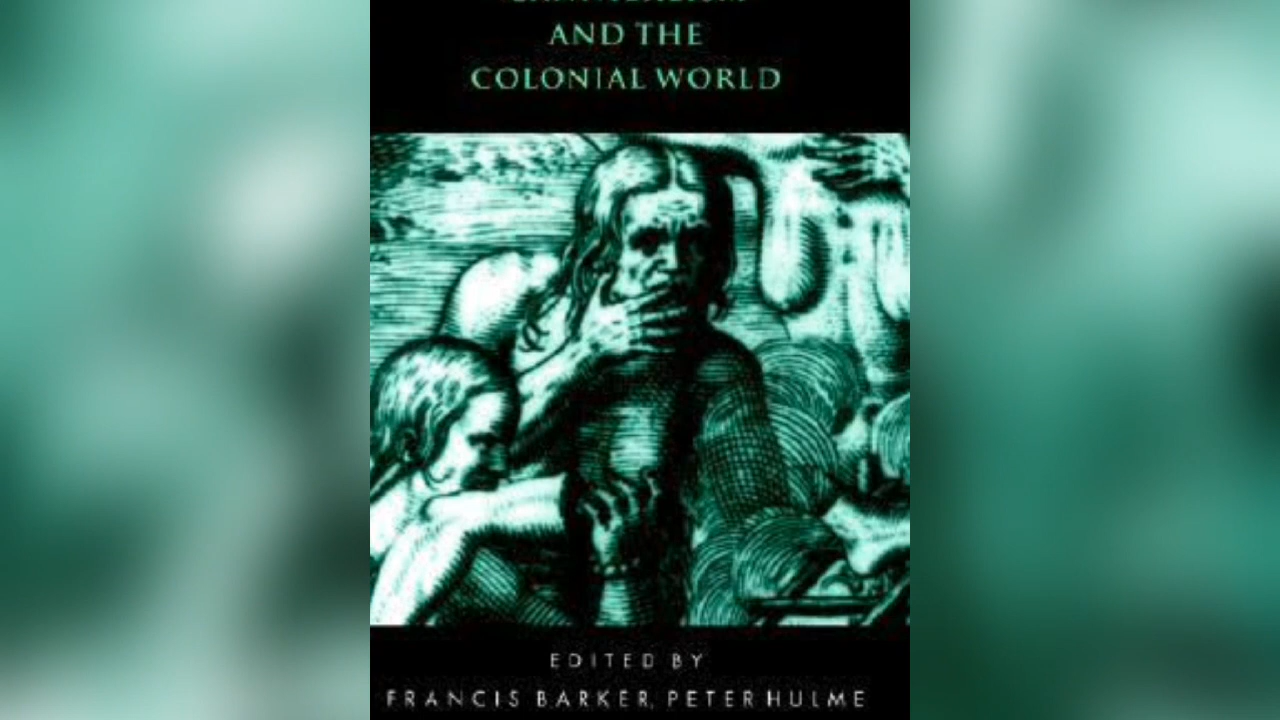 AND THE
COLONIAL WORLD
EDITED BY
FRANCIS BARKER, PETER HULME